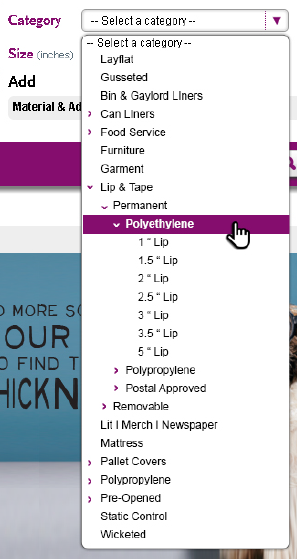 Category
-- Select a category --
Size (inches)
Add
Material & Ad
-- Select a category --
Layflat
Gusseted
Bin & Gaylord Liners
Can Liners
Food Service
Furniture
Garment
Lip & Tape
Permanent
Polyethylene
1 “ Lip
1.5 “ Lip
2 “ Lip
2.5 “ Lip
3 “ Lip
3.5 “ Lip
5 “ Lip
Polypropylene
Postal Approved
Removable
Lit I Merch I Newspaper
Mattress
Pallet Covers
Polypropylene
Pre-Opened
Static Control
Wicketed
D MORE SO
OUR
O FIND T
HICKN